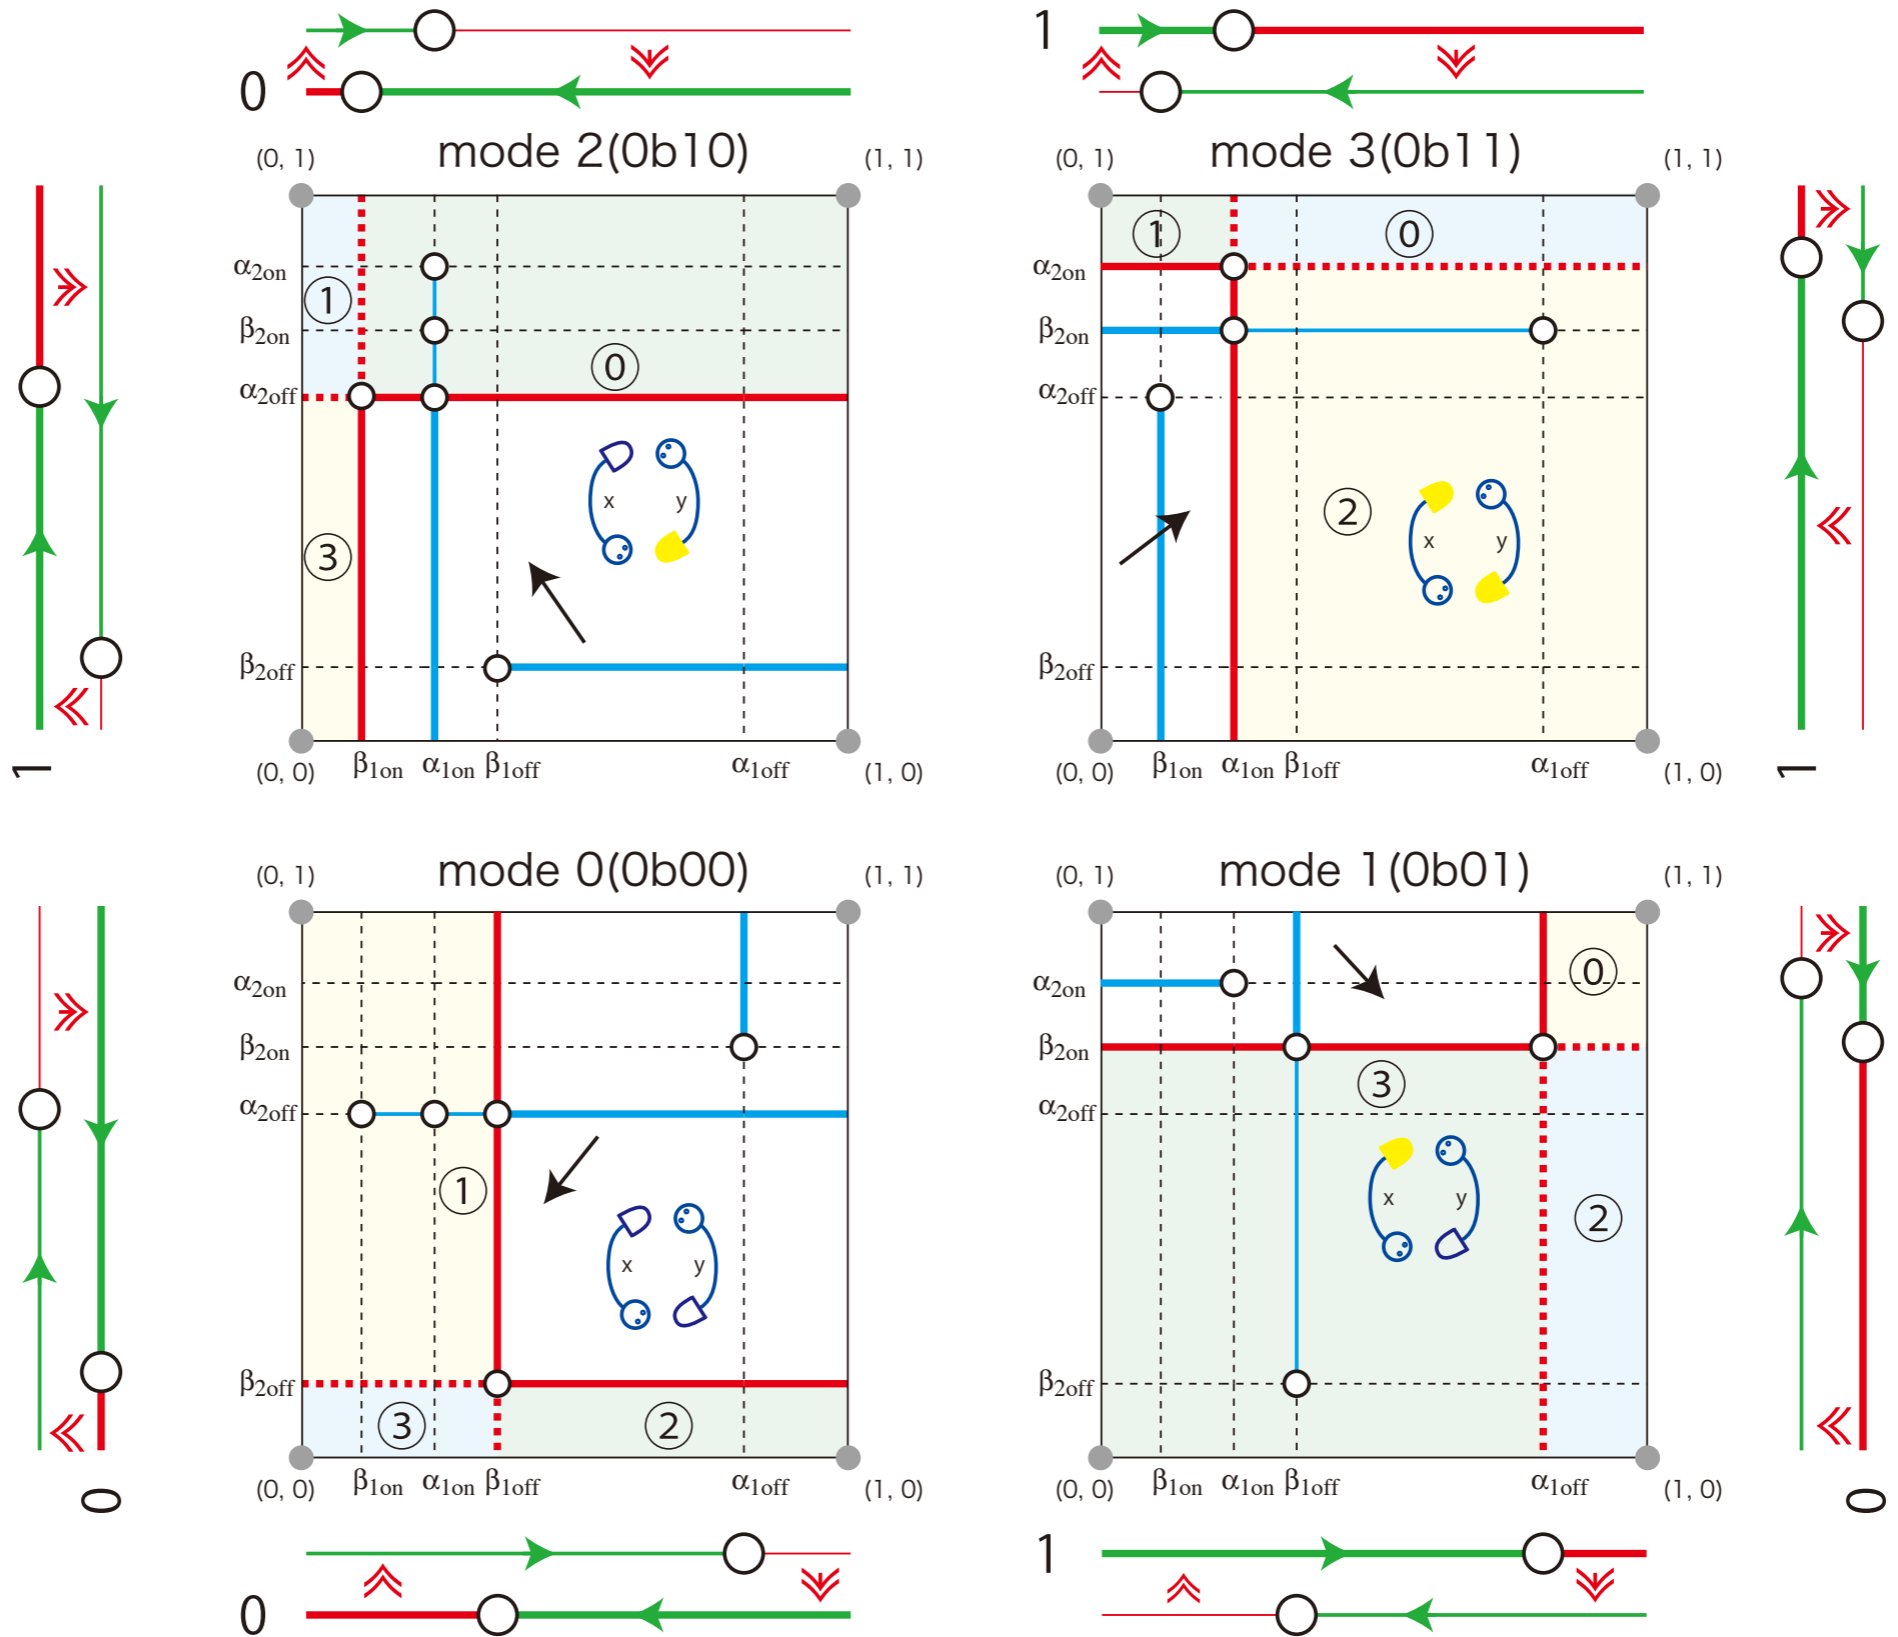 1
0
mode 2(0b10)
mode 3(0b11)
(0, 1)
(1, 1)
(0, 1)
(1, 1)
α2on
β2on
α2off
β2off
1
0
3
x
y
α2on
β2on
α2off
β2off
1
0
2
x
y
1
(0, 0)
β1on
α1on
β1off
α1off
(1, 0)
(0, 0)
β1on
α1on
β1off
α1off
(1, 0)
1
mode 0(0b00)
mode 1(0b01)
(0, 1)
(1, 1)
(0, 1)
(1, 1)
α2on
β2on
α2off
β2off
1
x
y
3
2
α2on
β2on
α2off
β2off
0
3
2
x
y
0
(0, 0)
β1on
α1on
β1off
α1off
(1, 0)
(0, 0)
β1on
α1on
β1off
α1off
(1, 0)
0
0
1